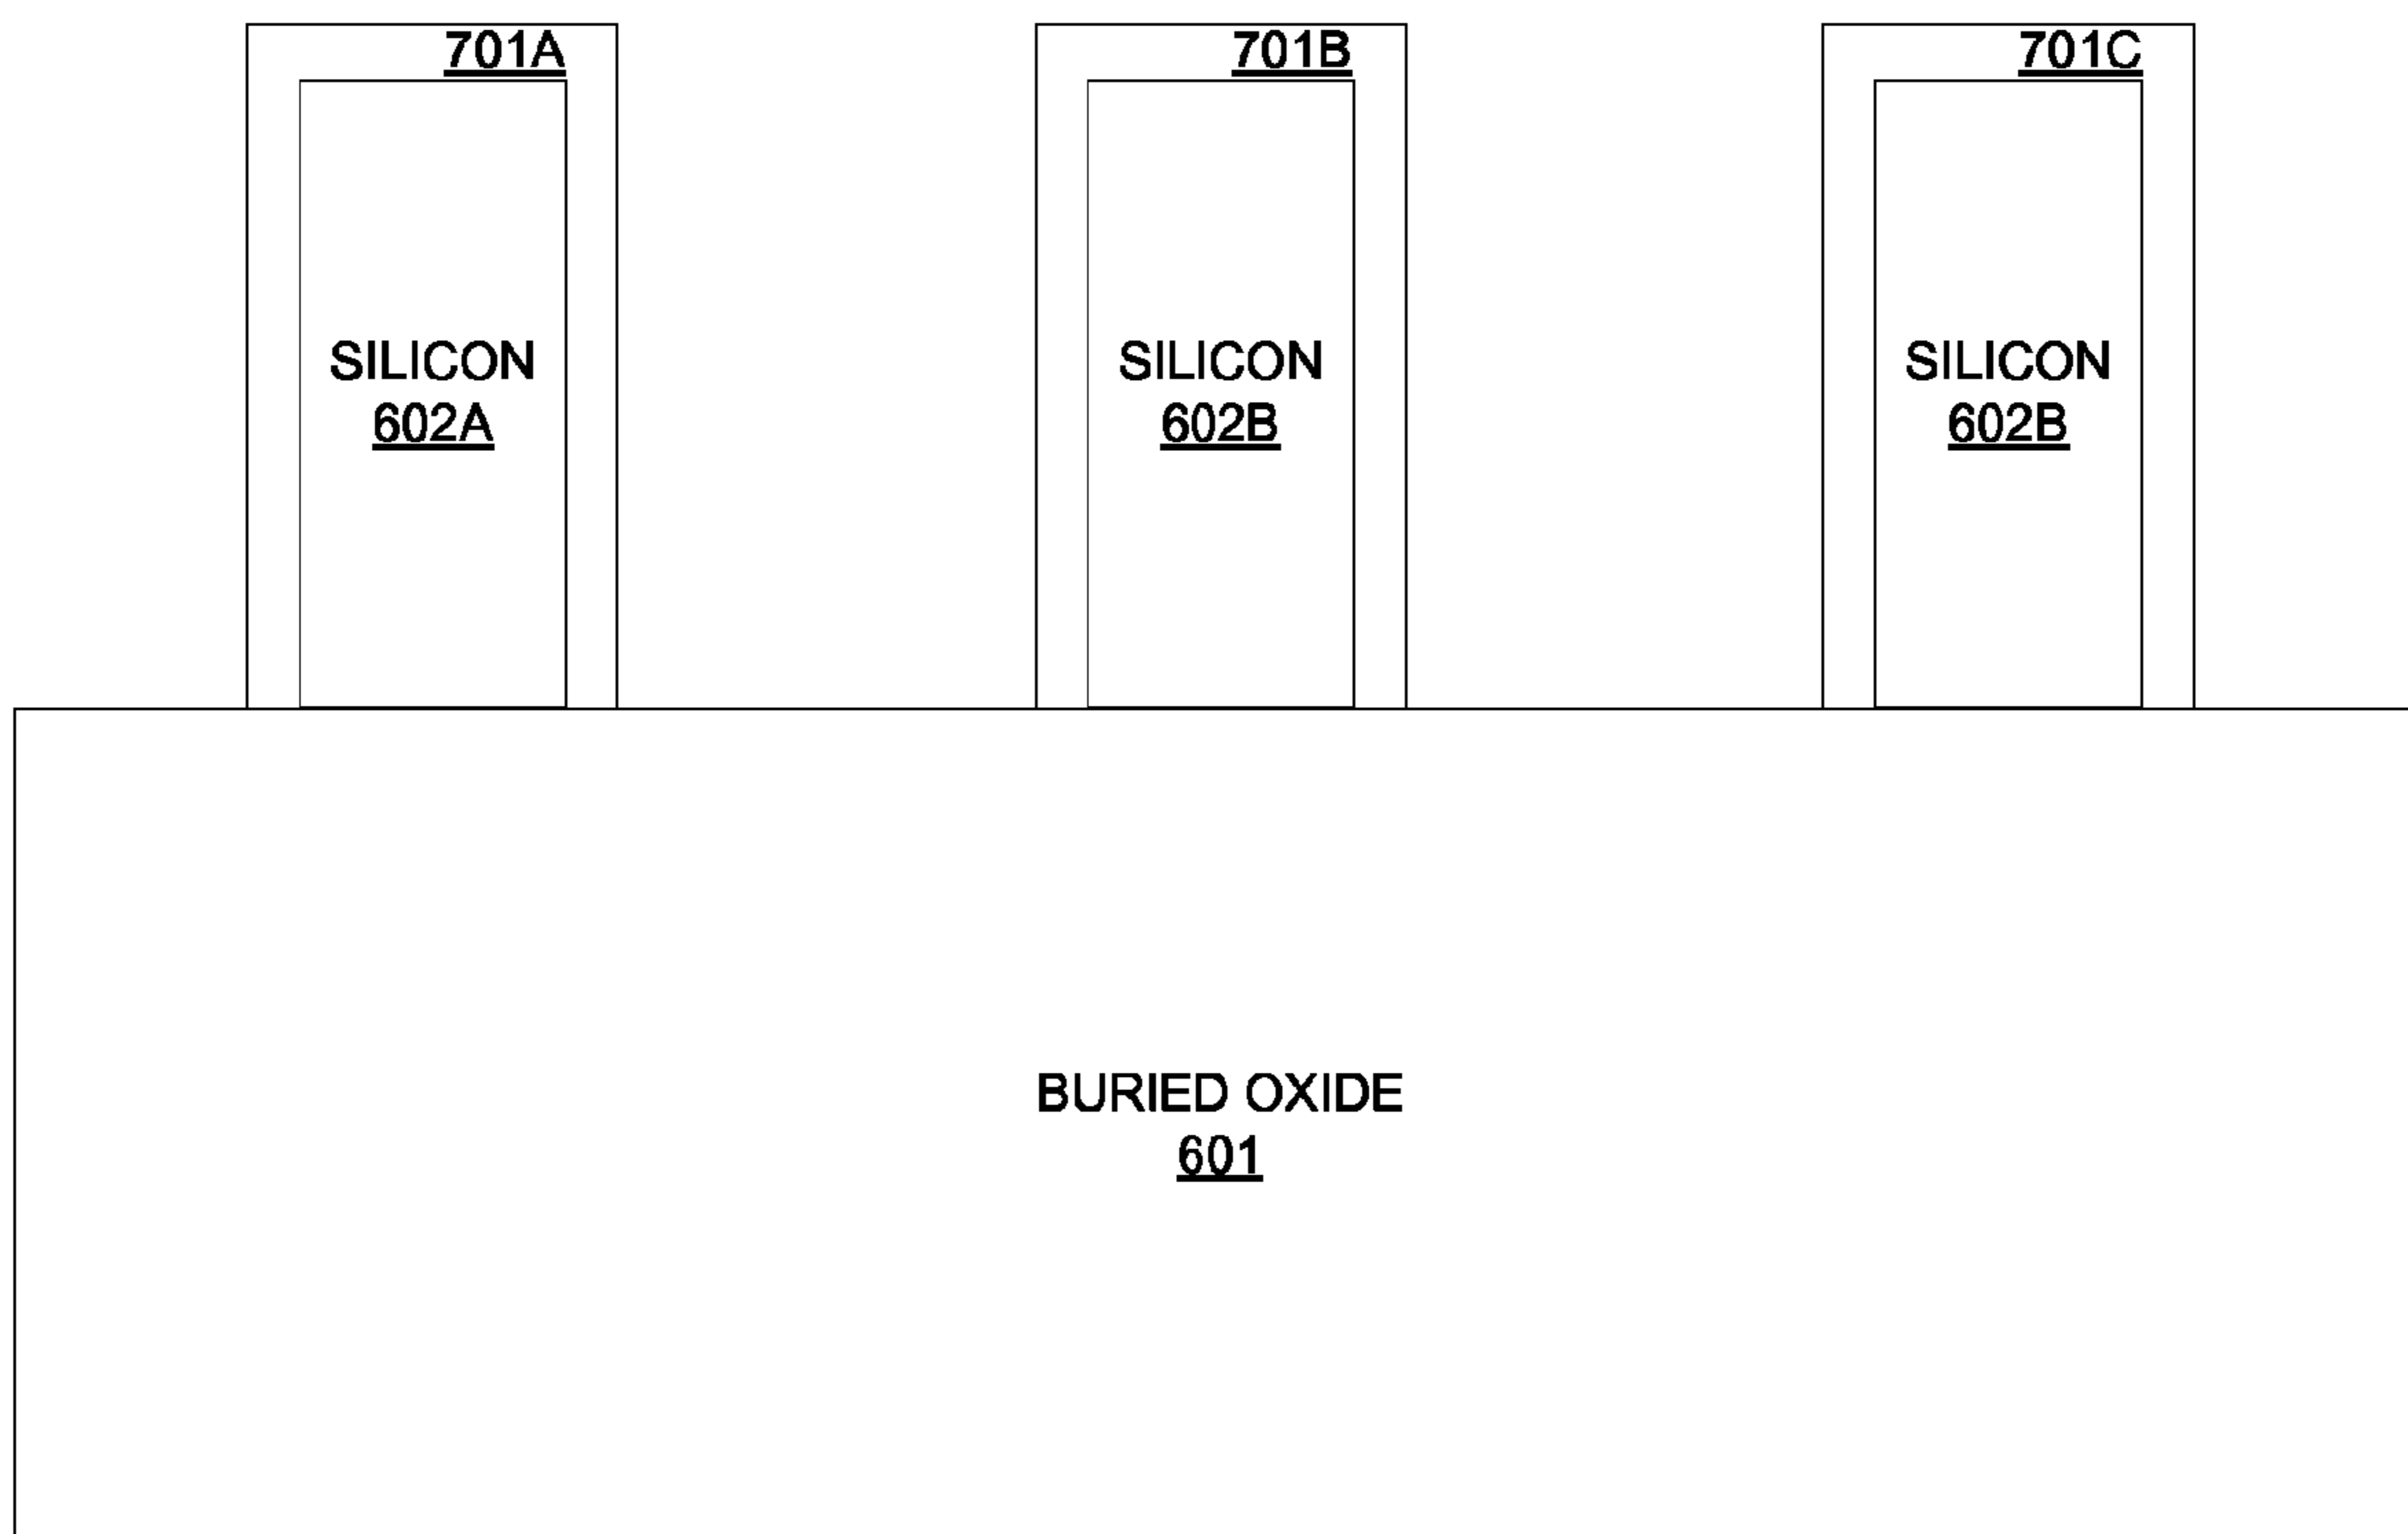 701A
701B
701C
SILICON
602A
SILICON
602B
SILICON
602B
BURIED OXIDE
601